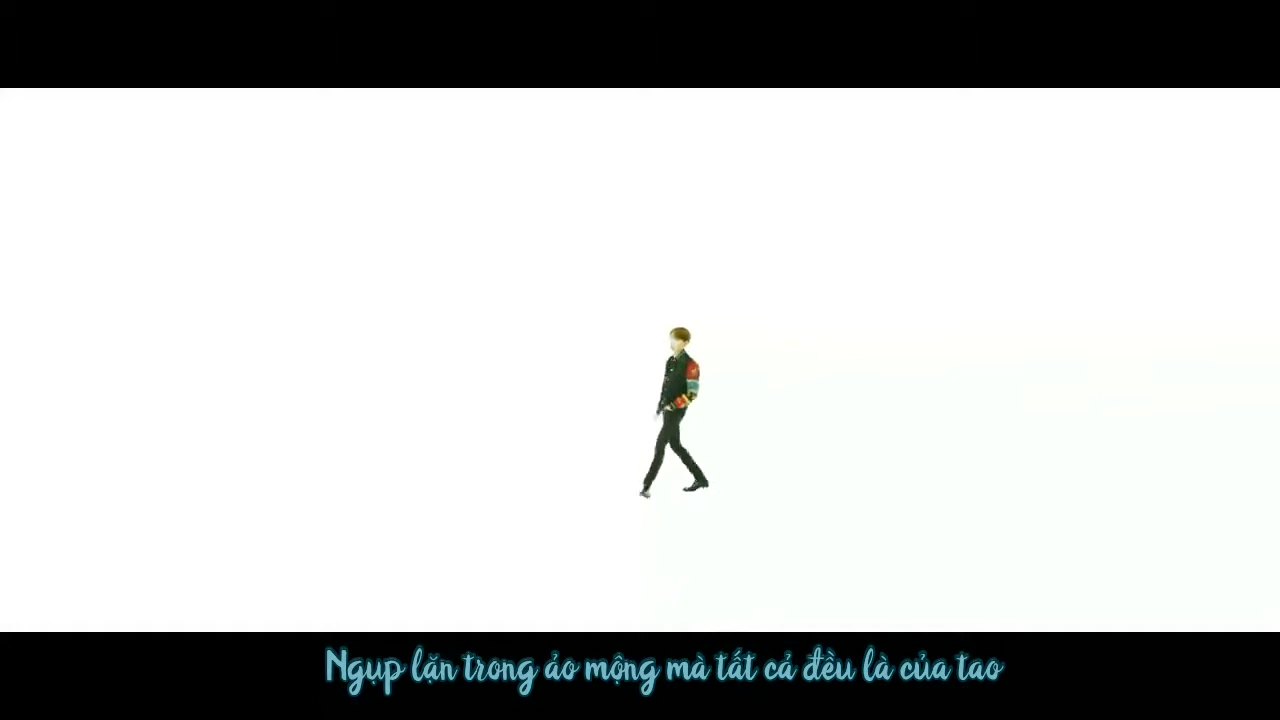 Ngụp lặn trong ảo mộng mà tất cả đều là của tao